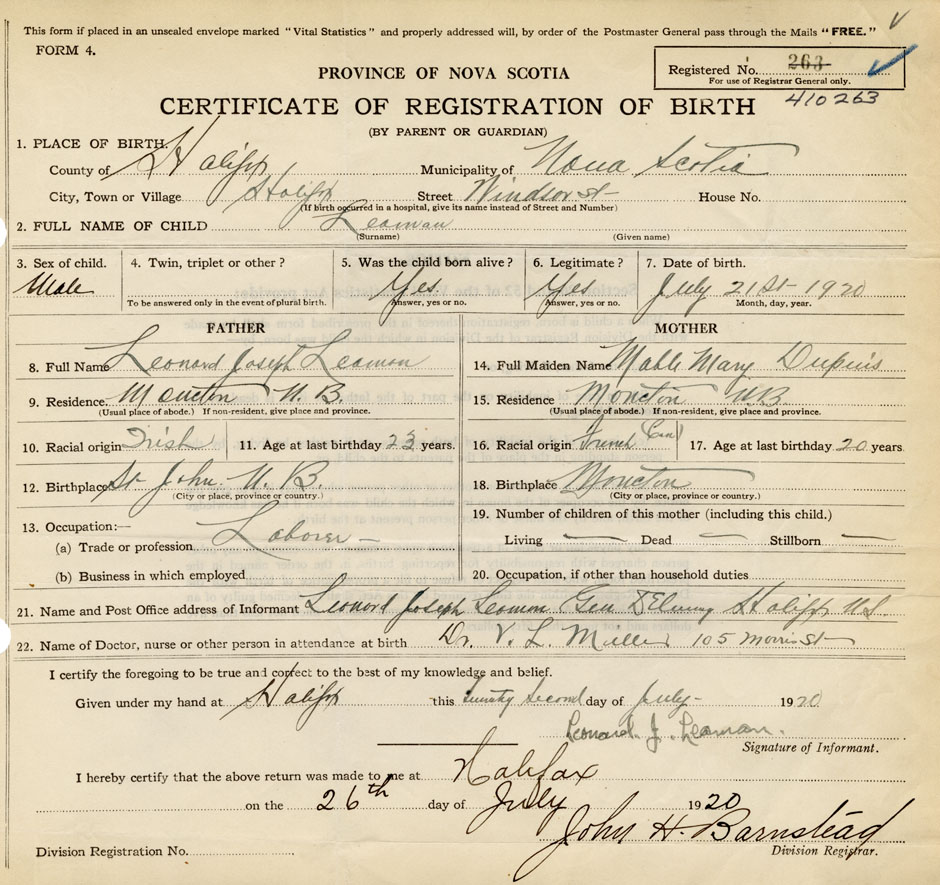 This form if placed in an unsealed envelope marked "Vital Statistics" and properly addressed will, by order of the Postmaster General pass through the Mails "FREE."
FORM 4.
PROVINCE OF NOVA SCOTIA
Registered No. 263
For use of Registrar General only.
410263
CERTIFICATE OF REGISTRATION OF BIRTH
(BY PARENT OR GUARDIAN)
1. PLACE OF BIRTH.
County of Halifax Municipality of Nova Scotia
City, Town or Village Halifax Street Windsor St House No.
(If birth occurred in a hospital, give its name instead of Street and Number)
2. FULL NAME OF CHILD Leaman
(Surname) (Given name)
3. Sex of child. 4. Twin, triplet or other? 5. Was the child born alive? 6. Legitimate? 7. Date of birth.
Male Yes. Yes July 21st 1920
To be answered only in the event of plural birth. Answer, yes or no. Answer, yes or no. Month, day, year.
FATHER
8. Full Name Leonard Joseph Leamon
9. Residence. Moncton N.B.
(Usual place of abode.) If non-resident, give place and province.
10. Racial origin Irish 11. Age at last birthday 23 years.
12. Birthplace St John N.B.
(City or place, province or country.)
13. Occupation:—
(a) Trade or profession Laborer
(b) Business in which employed
MOTHER
14. Full Maiden Name Mable Mary Dupuis
15. Residence Moncton NB.
(Usual place of abode.) If non-resident, give place and province.
16. Racial origin French (Can) 17. Age at last birthday 20 years.
18. Birthplace Moncton
(City or place, province or country.)
19. Number of children of this mother (including this child.)
Living — Dead — Stillborn —
20. Occupation, if other than household duties
21. Name and Post Office address of Informant Leonard Joseph Leamon Gen Halifax N.S.
22. Name of Doctor, nurse or other person in attendance at birth Dr. V. L. Miller 105 Morris St
I certify the foregoing to be true and correct to the best of my knowledge and belief.
Given under my hand at Halifax this Twenty Second day of July 1920
Leonard. J. Leaman.
Signature of Informant.
I hereby certify that the above return was made to me at Halifax
on the 26th day of July 1920
John H. Barnstead
Division Registration No. Division Registrar.